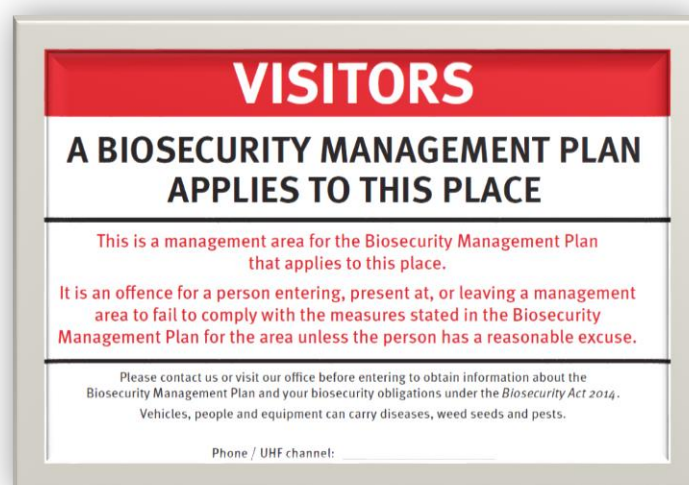 VISITORS
A BIOSECURITY MANAGEMENT PLAN
APPLIES TO THIS PLACE
This is a management area for the Biosecurity Management Plan
that applies to this place.
It is an offence for a person entering, present at, or leaving a management
area to fail to comply with the measures stated in the Biosecurity
Management Plan for the area unless the person has a reasonable excuse.
Please contact us or visit our office before entering to obtain information about the
Biosecurity Management Plan and your biosecurity obligations under the Biosecurity Act 2014.
Vehicles, people and equipment can carry diseases, weed seeds and pests.
Phone / UHF channel: